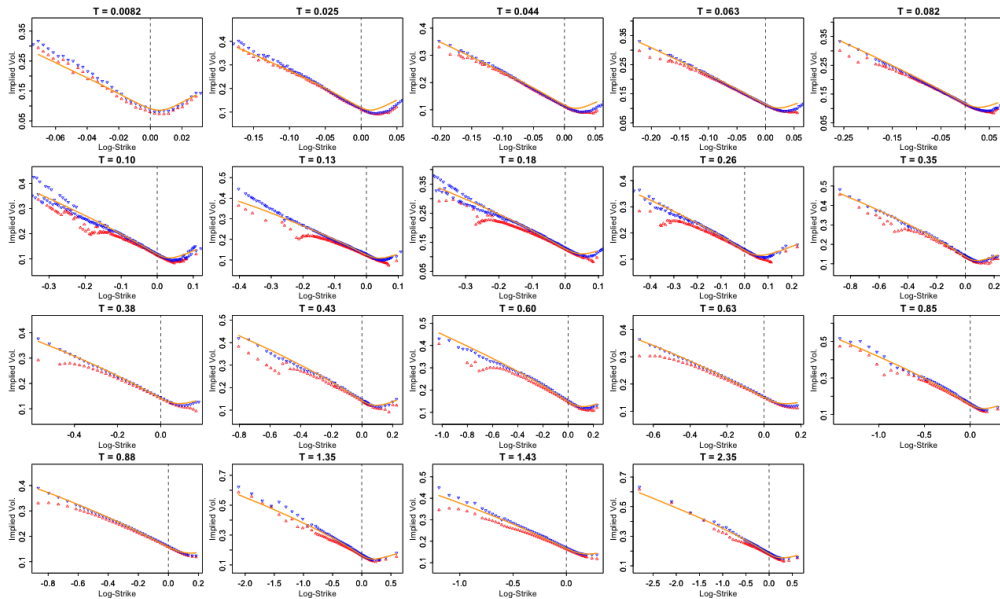 T = 0.0082
Implied Vol.
0.35
0.25
0.15
0.05
-0.06 -0.04 -0.02 0.00 0.02
Log-Strike
T = 0.025
Implied Vol.
0.4
0.3
0.2
0.1
-0.15 -0.10 -0.05 0.00 0.05
Log-Strike
T = 0.044
Implied Vol.
0.4
0.3
0.2
0.1
-0.20 -0.15 -0.10 -0.05 0.00 0.05
Log-Strike
T = 0.063
Implied Vol.
0.35
0.25
0.15
0.05
-0.20 -0.15 -0.10 -0.05 0.00 0.05
Log-Strike
T = 0.082
Implied Vol.
0.35
0.25
0.15
0.05
-0.25 -0.15 -0.05 0.05
Log-Strike
T = 0.10
Implied Vol.
0.4
0.3
0.2
0.1
-0.3 -0.2 -0.1 0.0 0.1
Log-Strike
T = 0.13
Implied Vol.
0.5
0.4
0.3
0.2
0.1
-0.4 -0.3 -0.2 -0.1 0.0 0.1
Log-Strike
T = 0.18
Implied Vol.
0.35
0.25
0.15
0.05
-0.3 -0.2 -0.1 0.0 0.1
Log-Strike
T = 0.26
Implied Vol.
0.4
0.3
0.2
0.1
-0.4 -0.3 -0.2 -0.1 0.0 0.1 0.2
Log-Strike
T = 0.35
Implied Vol.
0.5
0.4
0.3
0.2
0.1
-0.8 -0.6 -0.4 -0.2 0.0 0.2
Log-Strike
T = 0.38
Implied Vol.
0.4
0.3
0.2
0.1
-0.4 -0.2 0.0
Log-Strike
T = 0.43
Implied Vol.
0.5
0.4
0.3
0.2
0.1
-0.8 -0.6 -0.4 -0.2 0.0 0.2
Log-Strike
T = 0.60
Implied Vol.
0.5
0.4
0.3
0.2
0.1
-1.0 -0.8 -0.6 -0.4 -0.2 0.0 0.2
Log-Strike
T = 0.63
Implied Vol.
0.4
0.3
0.2
0.1
-0.6 -0.4 -0.2 0.0 0.2
Log-Strike
T = 0.85
Implied Vol.
0.5
0.3
0.1
-1.0 -0.5 0.0
Log-Strike
T = 0.88
Implied Vol.
0.4
0.3
0.2
0.1
-0.8 -0.6 -0.4 -0.2 0.0 0.2
Log-Strike
T = 1.35
Implied Vol.
0.7
0.5
0.3
0.1
-2.0 -1.5 -1.0 -0.5 0.0 0.5
Log-Strike
T = 1.43
Implied Vol.
0.5
0.4
0.3
0.2
0.1
-1.0 -0.5 0.0
Log-Strike
T = 2.35
Implied Vol.
0.7
0.5
0.3
0.1
-2.5 -2.0 -1.5 -1.0 -0.5 0.0 0.5
Log-Strike